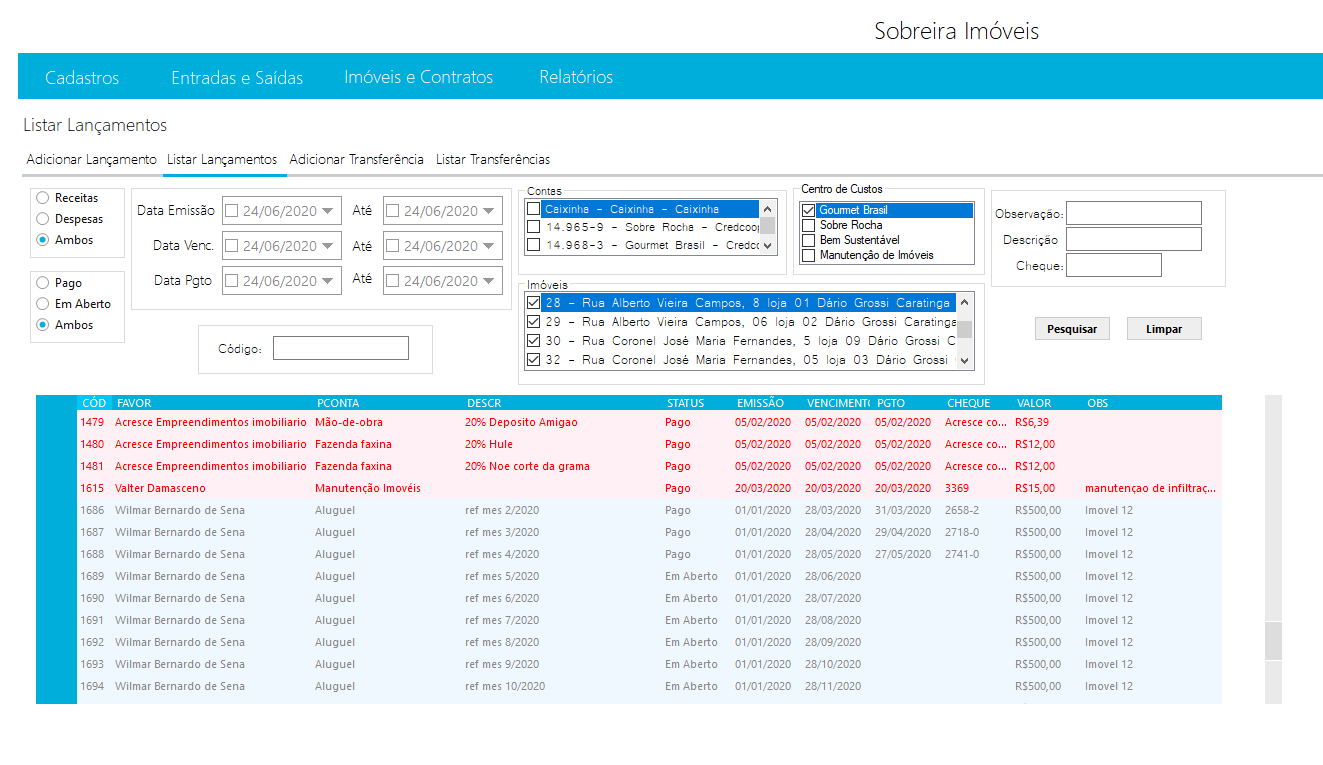 Sobreira Imóveis
Cadastros Entradas e Saídas Imóveis e Contratos Relatórios
Listar Lançamentos
Adicionar Lançamento Listar Lançamentos Adicionar Transferência Listar Transferências
Receitas
Despesas
Ambos
Pago
Em Aberto
Ambos
Data Emissão 24/06/2020 Até 24/06/2020
Data Venc. 24/06/2020 Até 24/06/2020
Data Pgto 24/06/2020 Até 24/06/2020
Código:
Contas
Caixinha - Caixinha - Caixinha
14.965-9 - Sobre Rocha - Credcoop
14.968-3 - Gourmet Brasil - Credcc
Centro de Custos
Gourmet Brasil
Sobre Rocha
Bem Sustentável
Manutenção de Imóveis
Observação:
Descrição
Cheque:
Imóveis
28 - Rua Alberto Vieira Campos, 8 loja 01 Dário Grossi Caratinga
29 - Rua Alberto Vieira Campos, 06 loja 02 Dário Grossi Caratinga
30 - Rua Coronel José Maria Fernandes, 5 loja 09 Dário Grossi C
32 - Rua Coronel José Maria Fernandes, 05 loja 03 Dário Grossi
Pesquisar Limpar
CÓD FAVOR PCONTA DESCR STATUS EMISSÃO VENCIMENT PGTO CHEQUE VALOR OBS
1479 Acresce Empreendimentos imobiliario Mão-de-obra 20% Deposito Amigao Pago 05/02/2020 05/02/2020 05/02/2020 Acresce co... R$6,39
1480 Acresce Empreendimentos imobiliario Fazenda faxina 20% Hule Pago 05/02/2020 05/02/2020 05/02/2020 Acresce co... R$12,00
1481 Acresce Empreendimentos imobiliario Fazenda faxina 20% Noe corte da grama Pago 05/02/2020 05/02/2020 05/02/2020 Acresce co... R$12,00
1615 Valter Damasceno Manutenção Imovéis Pago 20/03/2020 20/03/2020 20/03/2020 3369 R$15,00 manutençao de infiltraç...
1686 Wilmar Bernardo de Sena Aluguel ref mes 2/2020 Pago 01/01/2020 28/03/2020 31/03/2020 2658-2 R$500,00 Imovel 12
1687 Wilmar Bernardo de Sena Aluguel ref mes 3/2020 Pago 01/01/2020 28/04/2020 29/04/2020 2718-0 R$500,00 Imovel 12
1688 Wilmar Bernardo de Sena Aluguel ref mes 4/2020 Pago 01/01/2020 28/05/2020 27/05/2020 2741-0 R$500,00 Imovel 12
1689 Wilmar Bernardo de Sena Aluguel ref mes 5/2020 Em Aberto 01/01/2020 28/06/2020 R$500,00 Imovel 12
1690 Wilmar Bernardo de Sena Aluguel ref mes 6/2020 Em Aberto 01/01/2020 28/07/2020 R$500,00 Imovel 12
1691 Wilmar Bernardo de Sena Aluguel ref mes 7/2020 Em Aberto 01/01/2020 28/08/2020 R$500,00 Imovel 12
1692 Wilmar Bernardo de Sena Aluguel ref mes 8/2020 Em Aberto 01/01/2020 28/09/2020 R$500,00 Imovel 12
1693 Wilmar Bernardo de Sena Aluguel ref mes 9/2020 Em Aberto 01/01/2020 28/10/2020 R$500,00 Imovel 12
1694 Wilmar Bernardo de Sena Aluguel ref mes 10/2020 Em Aberto 01/01/2020 28/11/2020 R$500,00 Imovel 12